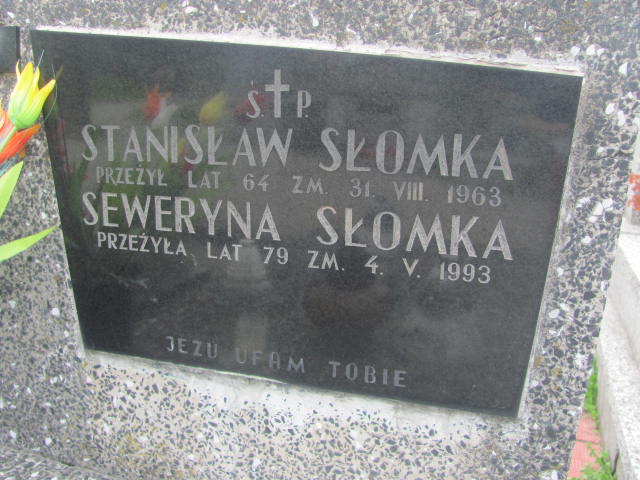 Ś.†P.
STANISŁAW SŁOMKA
PRZEŻYŁ LAT 64 ZM. 31. VIII. 1963
SEWERYNA SŁOMKA
PRZEŻYŁA LAT 79 ZM. 4. V. 1993
JEZU UFAM TOBIE